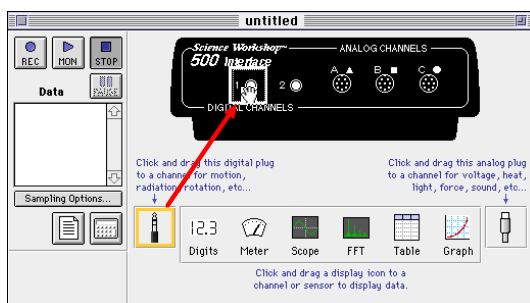 untitled
REC MON STOP
Data PAUSE
Sampling Options...
Science Workshop™
500 Interface
ANALOG CHANNELS
1 2 A B C
DIGITAL CHANNELS
Click and drag this digital plug
to a channel for motion,
radiation, rotation, etc...
Click and drag this analog plug
to a channel for voltage, heat,
light, force, sound, etc...
12.3
Digits Meter Scope FFT Table Graph
Click and drag a display icon to a
channel or sensor to display data.